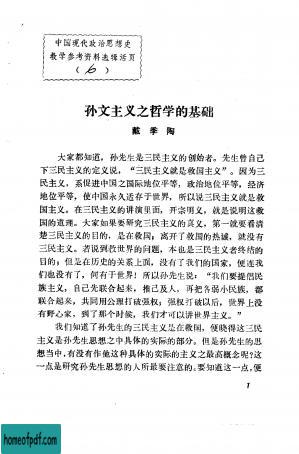 中国现代政治思想史
教学参考资料选辑活页
(6)
孙文主义之哲学的基础
戴季陶
大家都知道，孙先生是三民主义的创始者。先生曾自己
下三民主义的定义说，“三民主义就是救国主义”。因为三
民主义，系促进中国之国际地位平等，政治地位平等，经济
地位平等，使中国永久适存于世界，所以说三民主义就是救
国主义。在三民主义的讲演里面，开宗明义，就是说明这救
国的道理。大家如果要研究三民主义的真义，第一就要看清
楚三民主义的目的，是在救国；离开了救国的热诚，就没有
三民主义。若说到救世界的问题，本也是三民主义者终结的
目的，但是在历史的关系上面，没有了我们的国家，便连我
们也没有了，何有于世界！所以孙先生说：“我们要提倡民
族主义，自己先联合起来，推己及人，再把各弱小民族，都
联合起来，共同用公理打破强权；强权打破以后，世界上没
有野心家，到了那个时候，我们才可以讲世界主义。”
我们知道了孙先生的三民主义是在救国，便晓得这三民
主义是孙先生思想之中具体的实际的部分。但是孙先生的思
想当中，有没有作他这种具体的实际的主义之最高概念呢？这
一点是研究孙先生思想的人所最要注意的。要知道这一点，便
1
homeofpdf.com